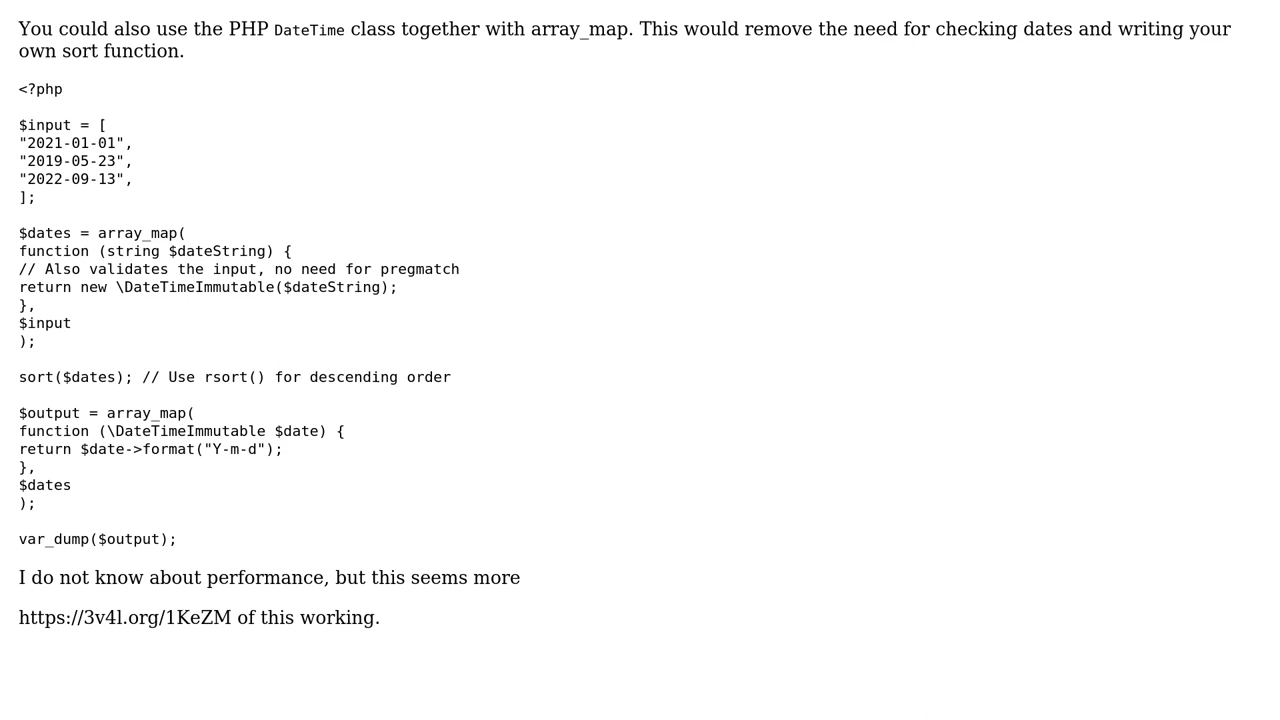 You could also use the PHP DateTime class together with array_map. This would remove the need for checking dates and writing your
own sort function.
<?php
$input = [
"2021-01-01",
"2019-05-23",
"2022-09-13",
];
$dates = array_map(
function (string $dateString) {
// Also validates the input, no need for pregmatch
return new \DateTimeImmutable($dateString);
},
$input
);
sort($dates); // Use rsort() for descending order
$output = array_map(
function (\DateTimeImmutable $date) {
return $date->format("Y-m-d");
},
$dates
);
var_dump($output);
I do not know about performance, but this seems more
https://3v4l.org/1KeZM of this working.